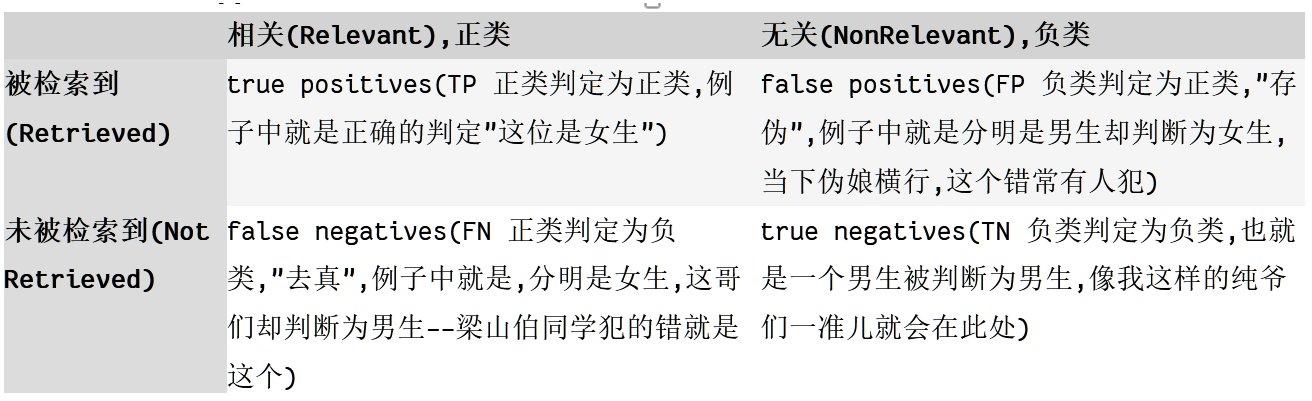 相关(Relevant),正类
无关(NonRelevant),负类
被检索到
(Retrieved)
true positives(TP 正类判定为正类,例
子中就是正确的判定"这位是女生")
false positives(FP 负类判定为正类,"存
伪",例子中就是分明是男生却判断为女生,
当下伪娘横行,这个错常有人犯)
未被检索到(Not
Retrieved)
false negatives(FN 正类判定为负
类,"去真",例子中就是,分明是女生,这哥
们却判断为男生--梁山伯同学犯的错就是
这个)
true negatives(TN 负类判定为负类,也就
是一个男生被判断为男生,像我这样的纯爷
们一准儿就会在此处)